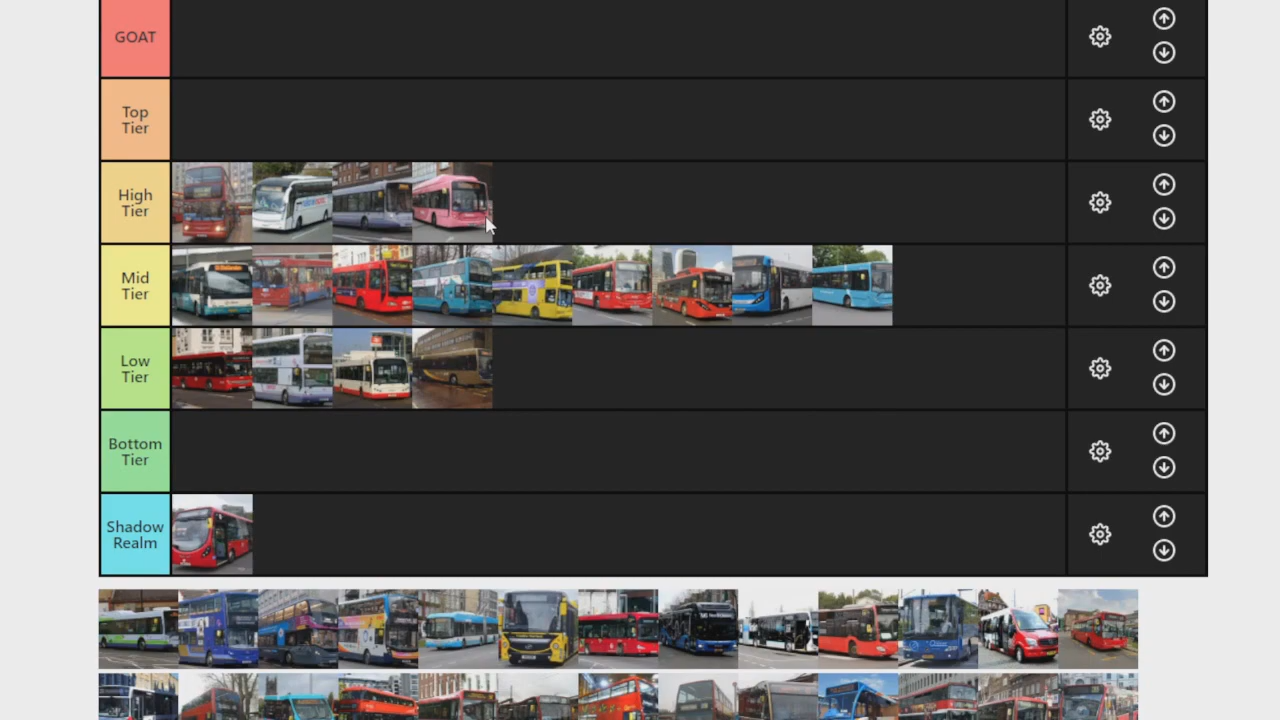 GOAT
Top
Tier
High
Tier
Mid
Tier
Low
Tier
Bottom
Tier
Shadow
Realm